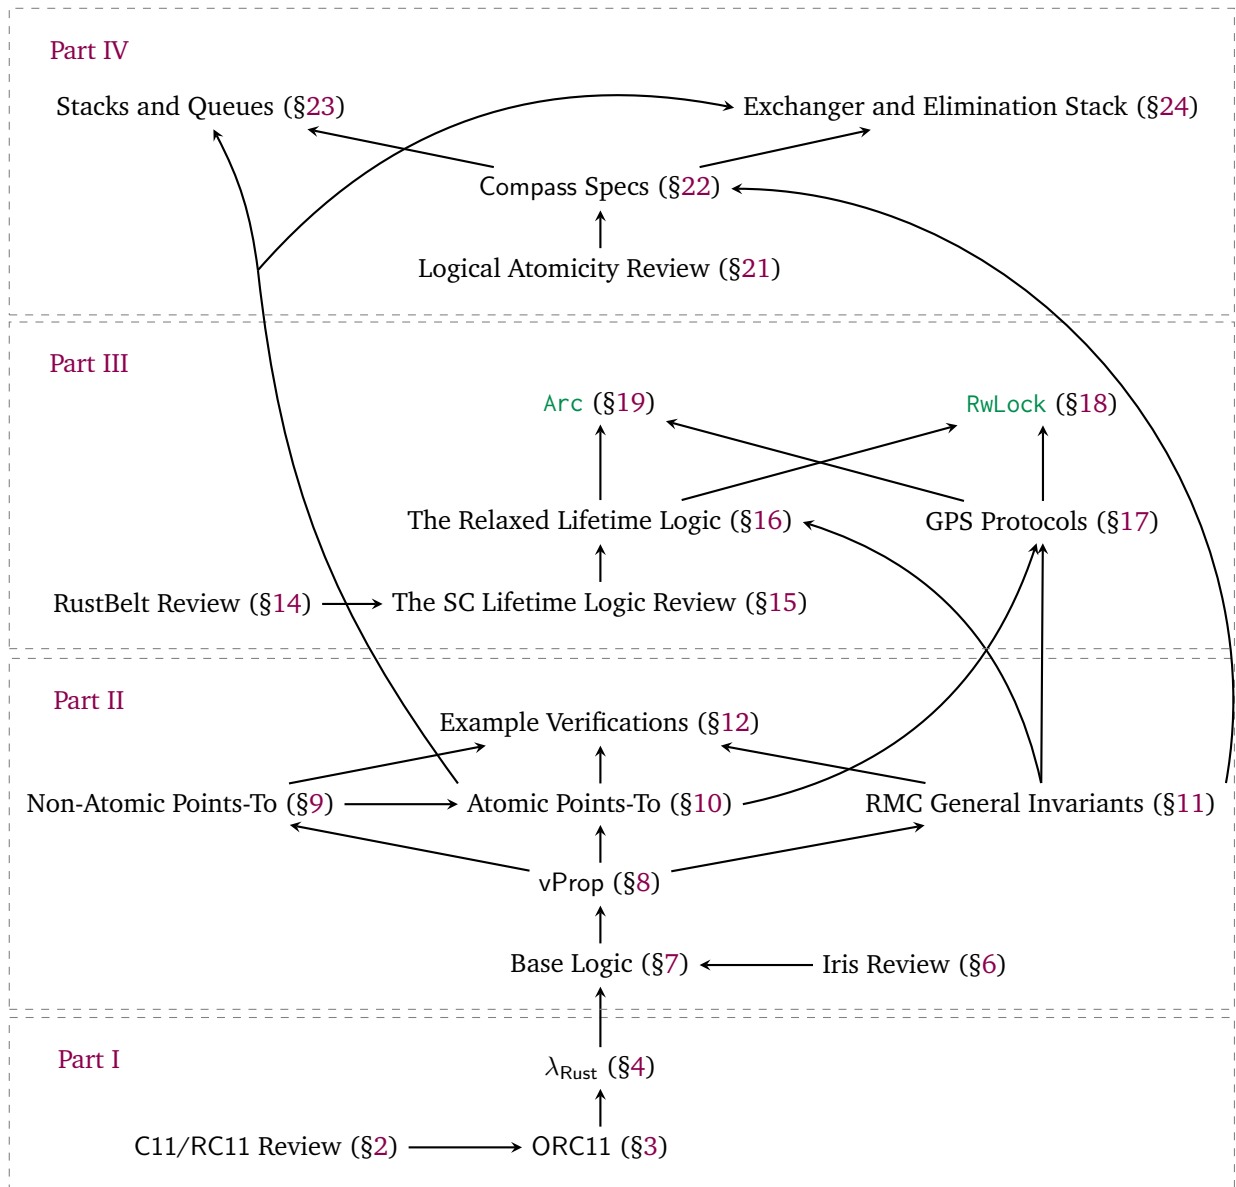 Part IV
Stacks and Queues (§23)
Exchanger and Elimination Stack (§24)
Compass Specs (§22)
Logical Atomicity Review (§21)
Part III
Arc (§19)
RwLock (§18)
The Relaxed Lifetime Logic (§16)
GPS Protocols (§17)
RustBelt Review (§14)
The SC Lifetime Logic Review (§15)
Part II
Example Verifications (§12)
Non-Atomic Points-To (§9)
Atomic Points-To (§10)
RMC General Invariants (§11)
vProp (§8)
Base Logic (§7)
Iris Review (§6)
Part I
λRust (§4)
C11/RC11 Review (§2)
ORC11 (§3)